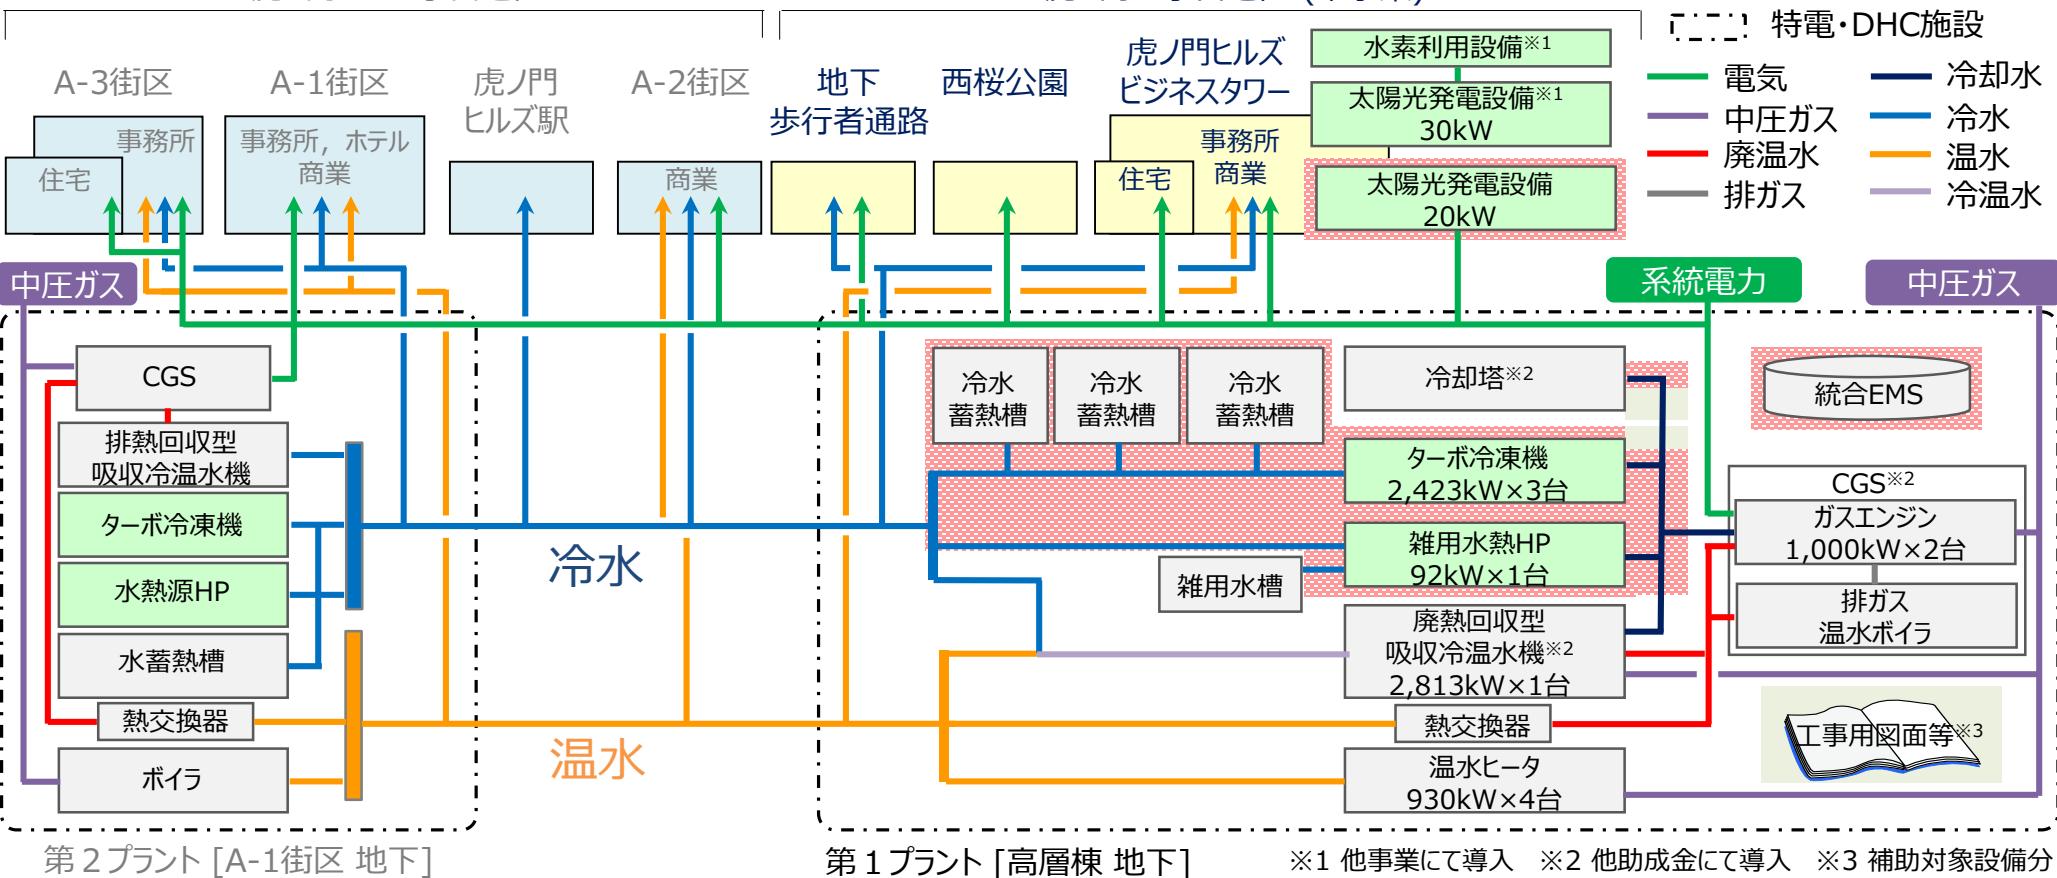 特電・DHC施設
電気
冷却水
中圧ガス
冷水
廃温水
温水
排ガス
冷温水
A-3街区
A-1街区
虎ノ門
ヒルズ駅
A-2街区
地下
歩行者通路
西桜公園
虎ノ門ヒルズ
ビジネスタワー
水素利用設備※1
太陽光発電設備※1
30kW
太陽光発電設備
20kW
事務所
住宅
事務所，ホテル
商業
商業
事務所
商業
住宅
中圧ガス
系統電力
中圧ガス
CGS
排熱回収型
吸収冷温水機
ターボ冷凍機
水熱源HP
水蓄熱槽
熱交換器
ボイラ
冷水
温水
冷水
蓄熱槽
冷水
蓄熱槽
冷水
蓄熱槽
冷却塔※2
ターボ冷凍機
2,423kW×3台
雑用水熱HP
92kW×1台
雑用水槽
廃熱回収型
吸収冷温水機※2
2,813kW×1台
熱交換器
温水ヒータ
930kW×4台
統合EMS
CGS※2
ガスエンジン
1,000kW×2台
排ガス
温水ボイラ
工事用図面等※3
第２プラント [A-1街区 地下]
第１プラント [高層棟 地下]
※1 他事業にて導入　※2 他助成金にて導入　※3 補助対象設備分